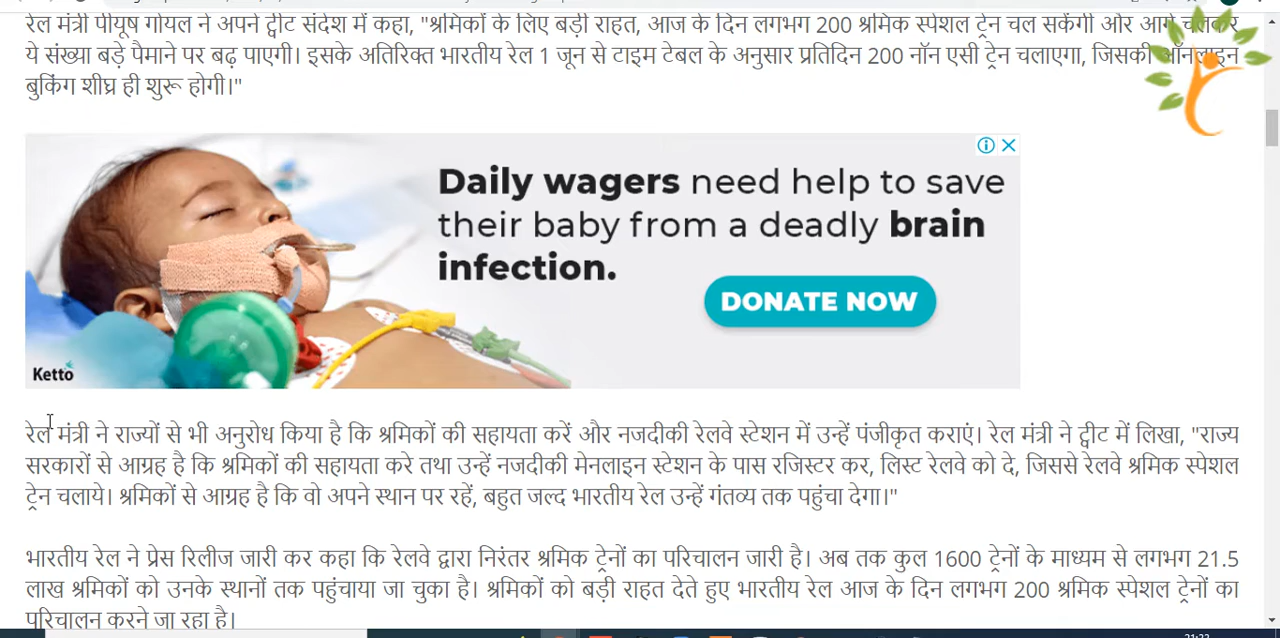 रेल मंत्री पीयूष गोयल ने अपने ट्वीट संदेश में कहा, "श्रमिकों के लिए बड़ी राहत, आज के दिन लगभग 200 श्रमिक स्पेशल ट्रेन चल सकेंगी और आगे चलकर
ये संख्या बड़े पैमाने पर बढ़ पाएगी। इसके अतिरिक्त भारतीय रेल 1 जून से टाइम टेबल के अनुसार प्रतिदिन 200 नॉन एसी ट्रेन चलाएगा, जिसकी ऑनलाइन
बुकिंग शीघ्र ही शुरू होगी।"
Daily wagers need help to save
their baby from a deadly brain
infection.
DONATE NOW
Ketto
रेल मंत्री ने राज्यों से भी अनुरोध किया है कि श्रमिकों की सहायता करें और नजदीकी रेलवे स्टेशन में उन्हें पंजीकृत कराएं। रेल मंत्री ने ट्वीट में लिखा, "राज्य
सरकारों से आग्रह है कि श्रमिकों की सहायता करे तथा उन्हें नजदीकी मेनलाइन स्टेशन के पास रजिस्टर कर, लिस्ट रेलवे को दे, जिससे रेलवे श्रमिक स्पेशल
ट्रेन चलाये। श्रमिकों से आग्रह है कि वो अपने स्थान पर रहें, बहुत जल्द भारतीय रेल उन्हें गंतव्य तक पहुंचा देगा।"
भारतीय रेल ने प्रेस रिलीज जारी कर कहा कि रेलवे द्वारा निरंतर श्रमिक ट्रेनों का परिचालन जारी है। अब तक कुल 1600 ट्रेनों के माध्यम से लगभग 21.5
लाख श्रमिकों को उनके स्थानों तक पहुंचाया जा चुका है। श्रमिकों को बड़ी राहत देते हुए भारतीय रेल आज के दिन लगभग 200 श्रमिक स्पेशल ट्रेनों का
परिचालन करने जा रहा है।